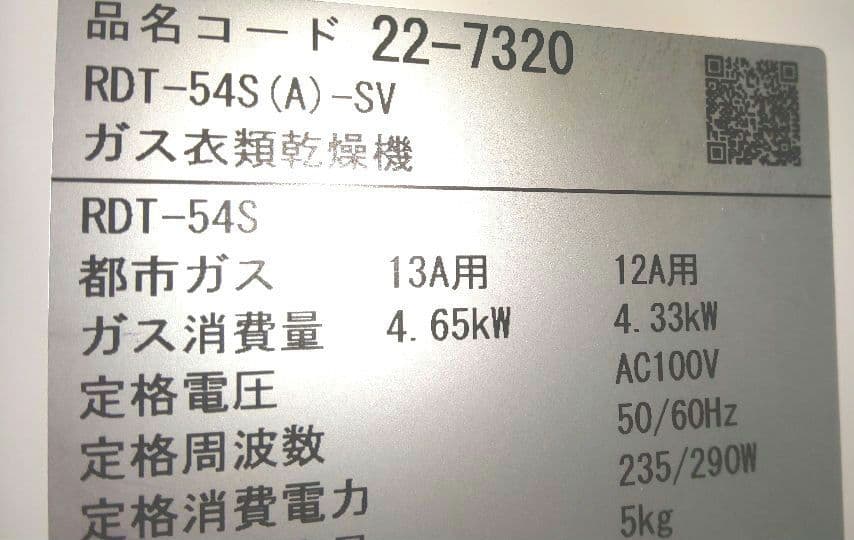 品名コード 22-7320
RDT-54S(A)-SV
ガス衣類乾燥機
RDT-54S
都市ガス 13A用 12A用
ガス消費量 4.65kW 4.33kW
定格電圧 AC100V
定格周波数 50/60Hz
定格消費電力 235/290W
5kg